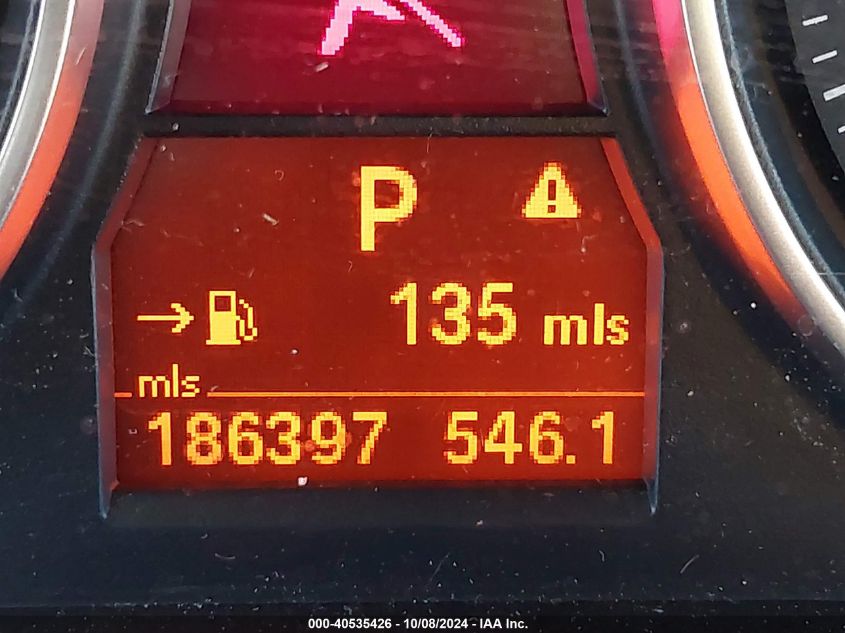 P
135 mls
mls
186397 546.1
000-40535426 - 10/08/2024 - IAA Inc.